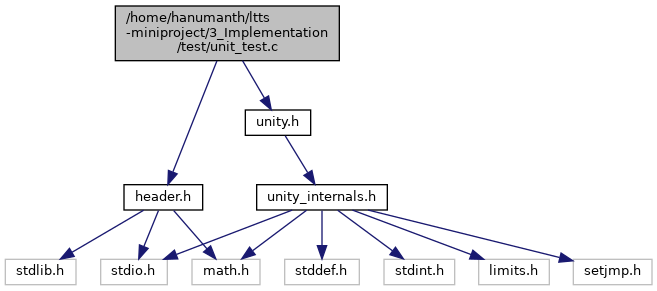 /home/hanumanth/ltts
-miniproject/3_Implementation
/test/unit_test.c
unity.h
header.h
unity_internals.h
stdlib.h
stdio.h
math.h
stddef.h
stdint.h
limits.h
setjmp.h